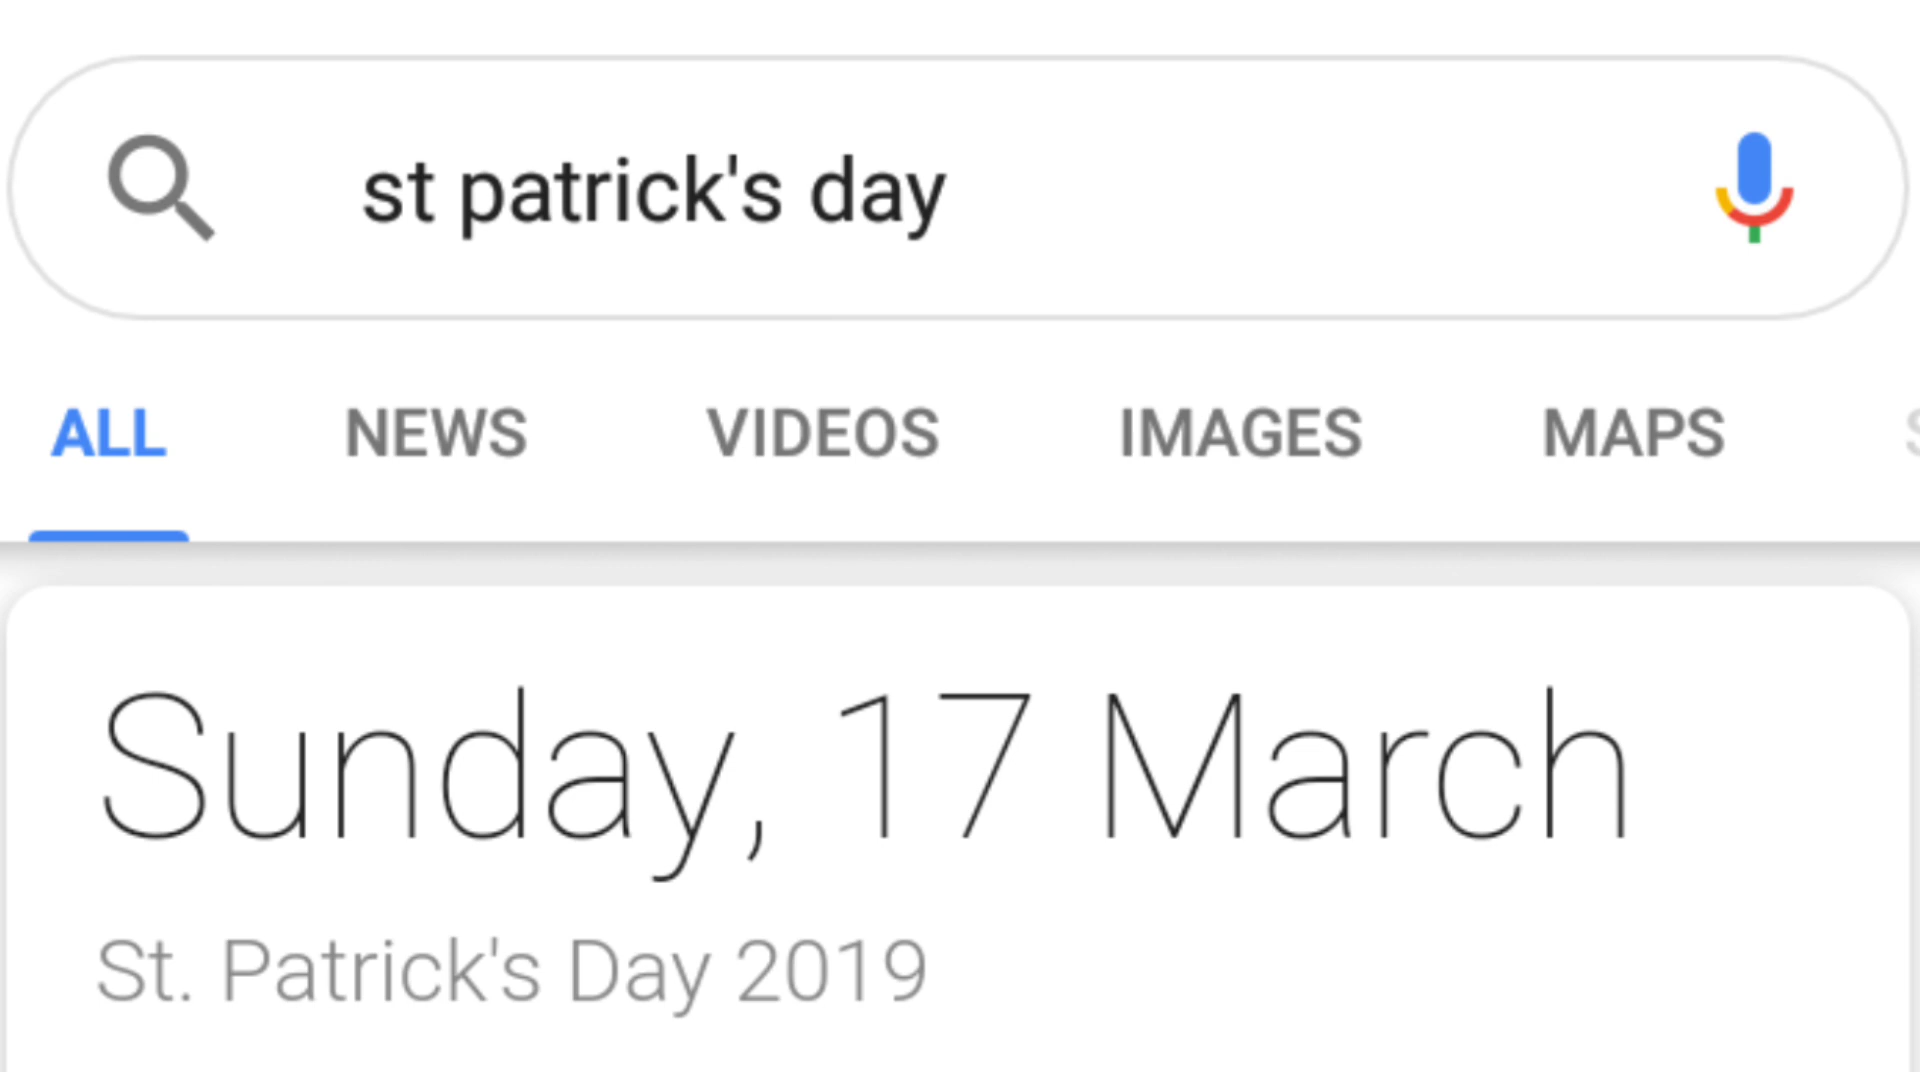 st patrick's day
ALL NEWS VIDEOS IMAGES MAPS
Sunday, 17 March
St. Patrick's Day 2019